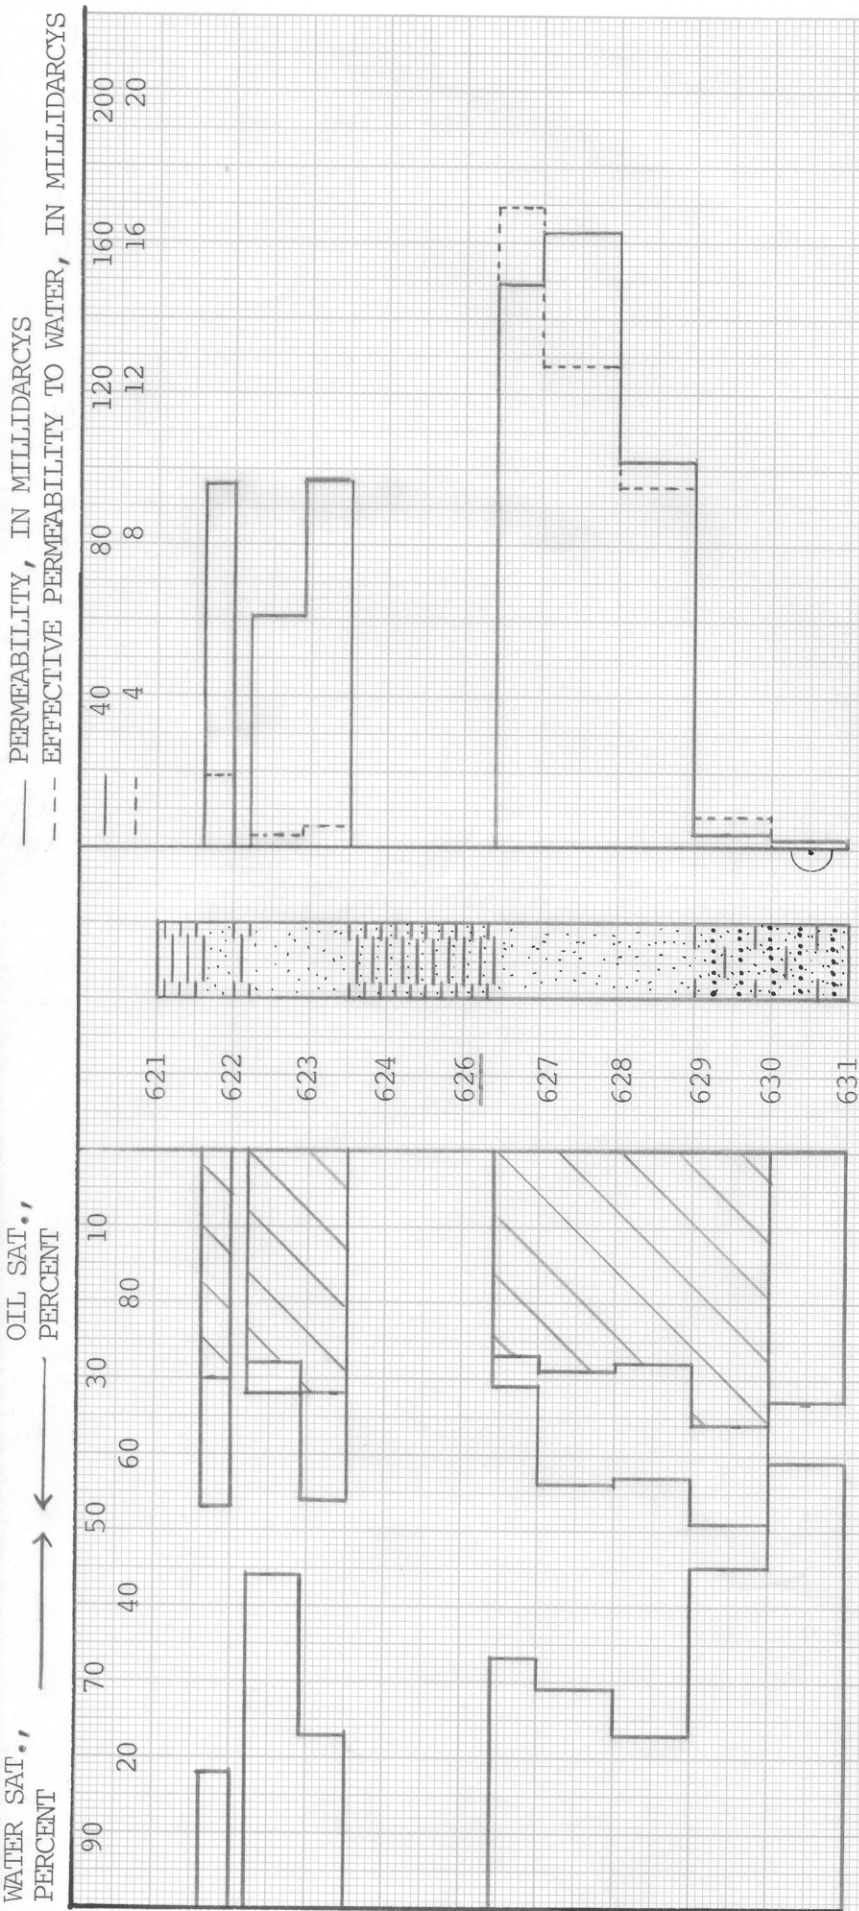 WATER SAT.,
PERCENT
OIL SAT.,
PERCENT
PERMEABILITY, IN MILLIDARCYS
EFFECTIVE PERMEABILITY TO WATER, IN MILLIDARCYS
90 70 50 30 10
20 40 60 80
40 80 120 160 200
4 8 12 16 20
621
622
623
624
626
627
628
629
630
631